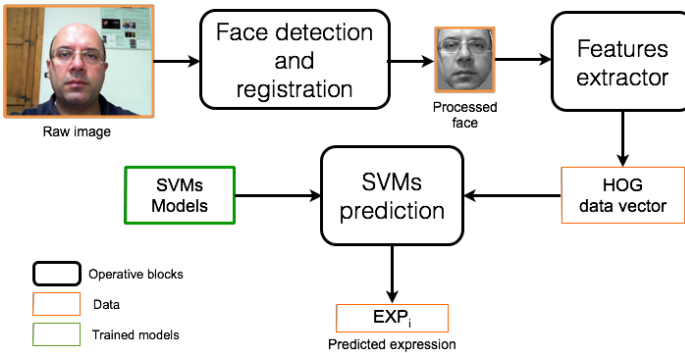 Face detection
and
registration
Features
extractor
Raw image
Processed
face
SVMs
Models
SVMs
prediction
HOG
data vector
Operative blocks
Data
Trained models
EXPi
Predicted expression